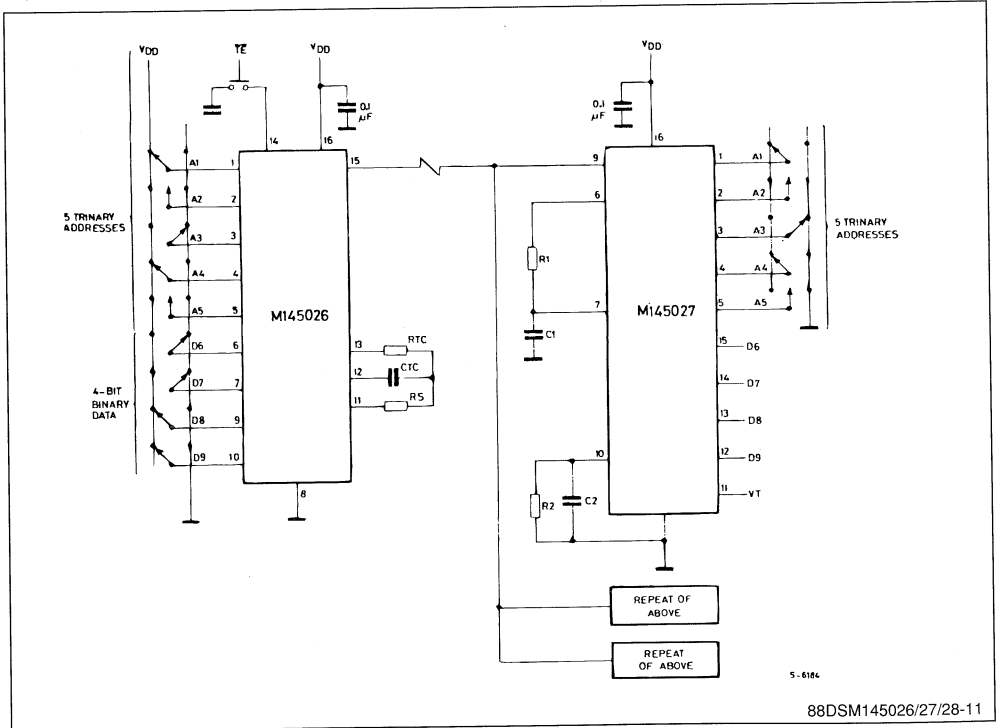 VDD
TE
VDD
0.1
µF
14
16
A1
1
15
A2
2
A3
3
A4
4
A5
5
D6
6
D7
7
D8
9
D9
10
5 TRINARY
ADDRESSES
4-BIT
BINARY
DATA
M145026
13
RTC
12
CTC
11
RS
8
VDD
0.1
µF
16
9
6
R1
7
C1
10
R2
C2
M145027
1
A1
2
A2
3
A3
4
A4
5
A5
15
D6
14
D7
13
D8
12
D9
11
VT
5 TRINARY
ADDRESSES
REPEAT OF
ABOVE
REPEAT
OF ABOVE
5-6184
88DSM145026/27/28-11